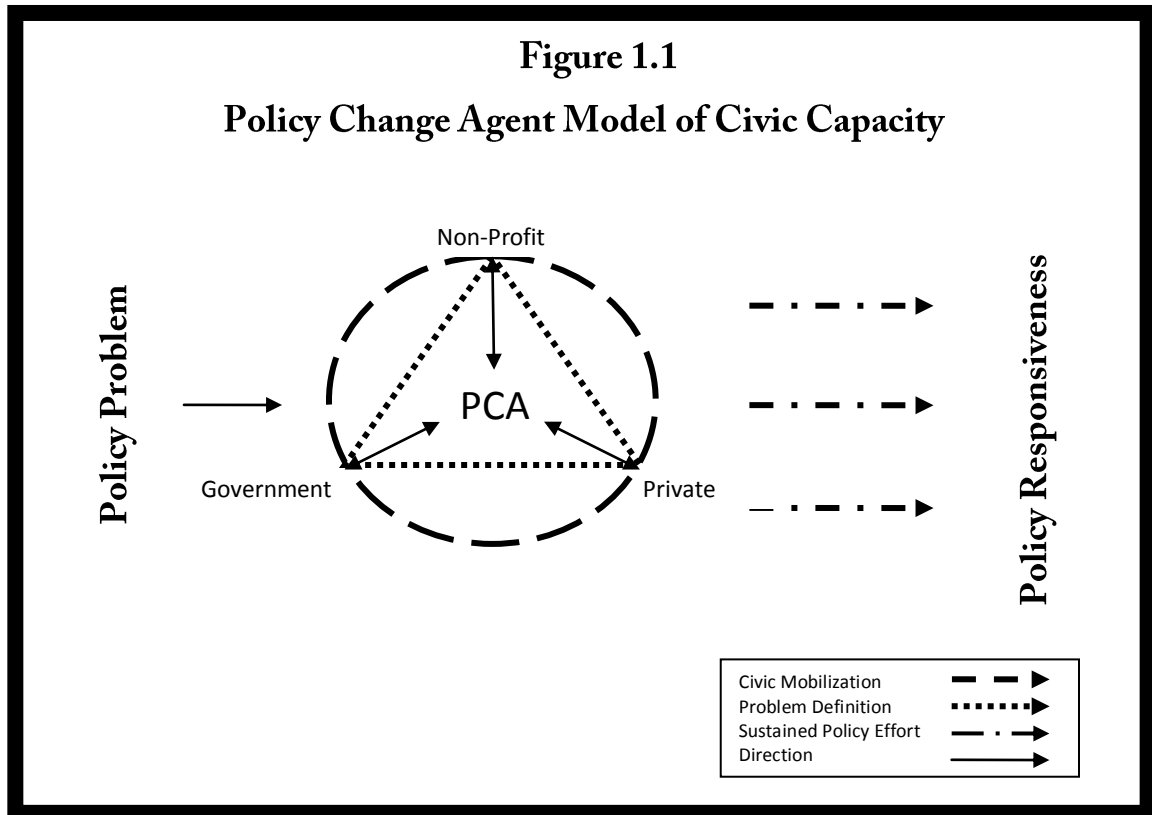 Figure 1.1
Policy Change Agent Model of Civic Capacity
Policy Problem
Non-Profit
PCA
Government
Private
Policy Responsiveness
Civic Mobilization
Problem Definition
Sustained Policy Effort
Direction